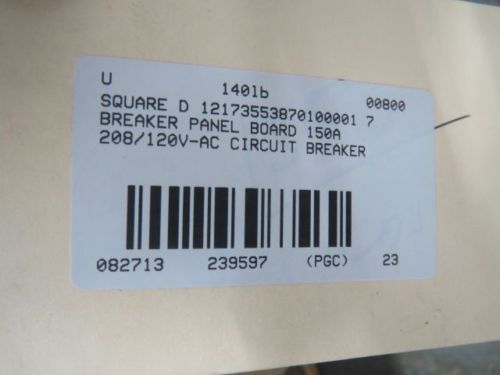 U 1401b 00800
SQUARE D 12173553870100001 7
BREAKER PANEL BOARD 150A
208/120V-AC CIRCUIT BREAKER
082713 239597 (PGC) 23